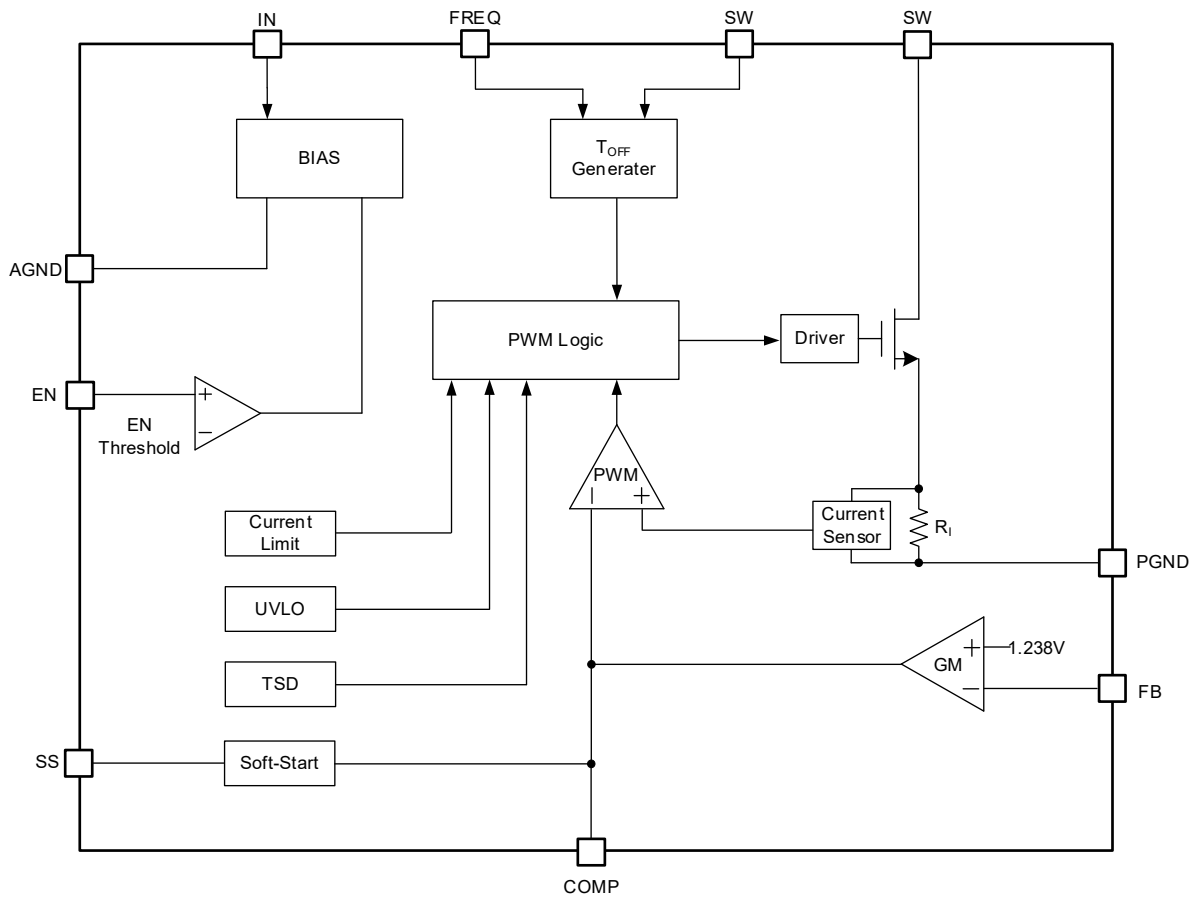 IN
FREQ
SW
SW
BIAS
TOFF
Generater
AGND
PWM Logic
Driver
EN
+
−
EN
Threshold
PWM
−
+
Current
Limit
Current
Sensor
RI
PGND
UVLO
+
1.238V
GM
−
FB
TSD
SS
Soft-Start
COMP